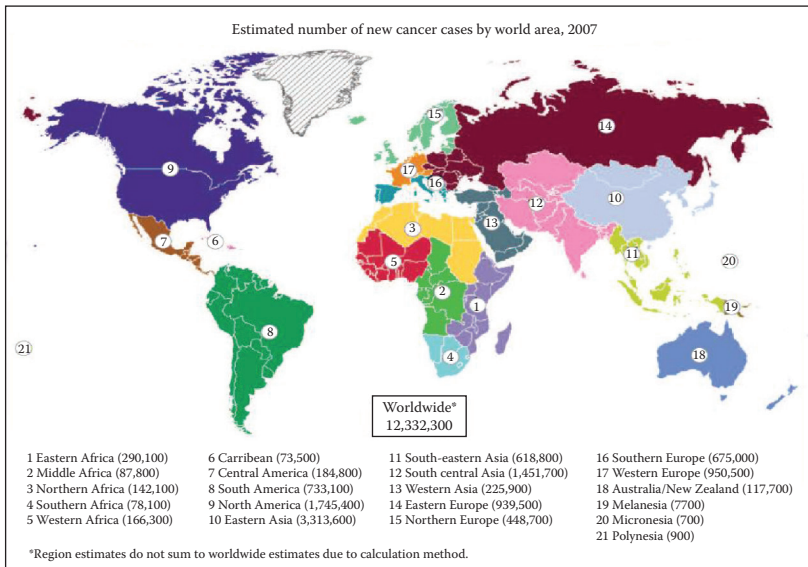 Estimated number of new cancer cases by world area, 2007
15
14
9
17
16
10
12
13
3
7
6
11
20
5
2
1
19
8
21
4
18
Worldwide*
12,332,300
1 Eastern Africa (290,100)
2 Middle Africa (87,800)
3 Northern Africa (142,100)
4 Southern Africa (78,100)
5 Western Africa (166,300)
6 Carribean (73,500)
7 Central America (184,800)
8 South America (733,100)
9 North America (1,745,400)
10 Eastern Asia (3,313,600)
11 South-eastern Asia (618,800)
12 South central Asia (1,451,700)
13 Western Asia (225,900)
14 Eastern Europe (939,500)
15 Northern Europe (448,700)
16 Southern Europe (675,000)
17 Western Europe (950,500)
18 Australia/New Zealand (117,700)
19 Melanesia (7700)
20 Micronesia (700)
21 Polynesia (900)
*Region estimates do not sum to worldwide estimates due to calculation method.